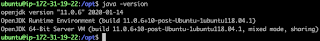 ubuntu@ip-172-31-19-22:/opt$ java -version
openjdk version "11.0.6" 2020-01-14
OpenJDK Runtime Environment (build 11.0.6+10-post-Ubuntu-1ubuntu118.04.1)
OpenJDK 64-Bit Server VM (build 11.0.6+10-post-Ubuntu-1ubuntu118.04.1, mixed mode, sharing)
ubuntu@ip-172-31-19-22:/opt$